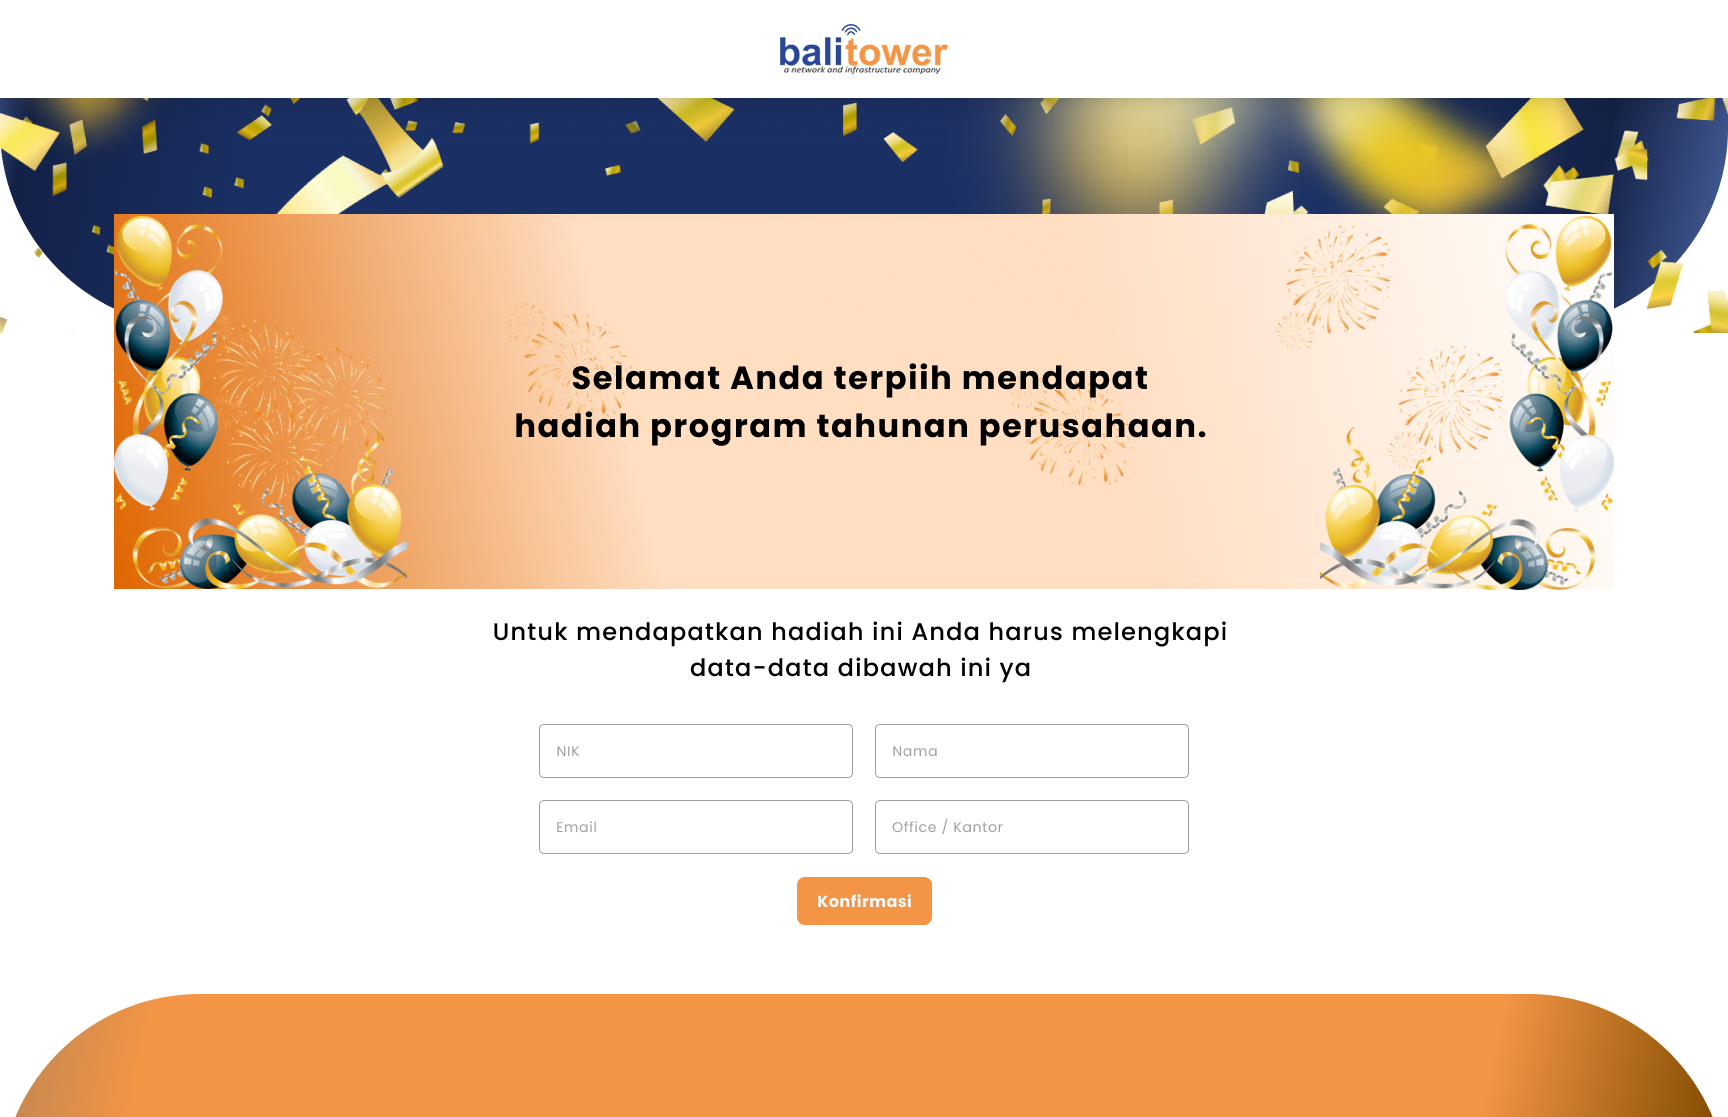 balitower
a network and infrastructure company
Selamat Anda terpiih mendapat
hadiah program tahunan perusahaan.
Untuk mendapatkan hadiah ini Anda harus melengkapi
data-data dibawah ini ya
NIK
Nama
Email
Office / Kantor
Konfirmasi